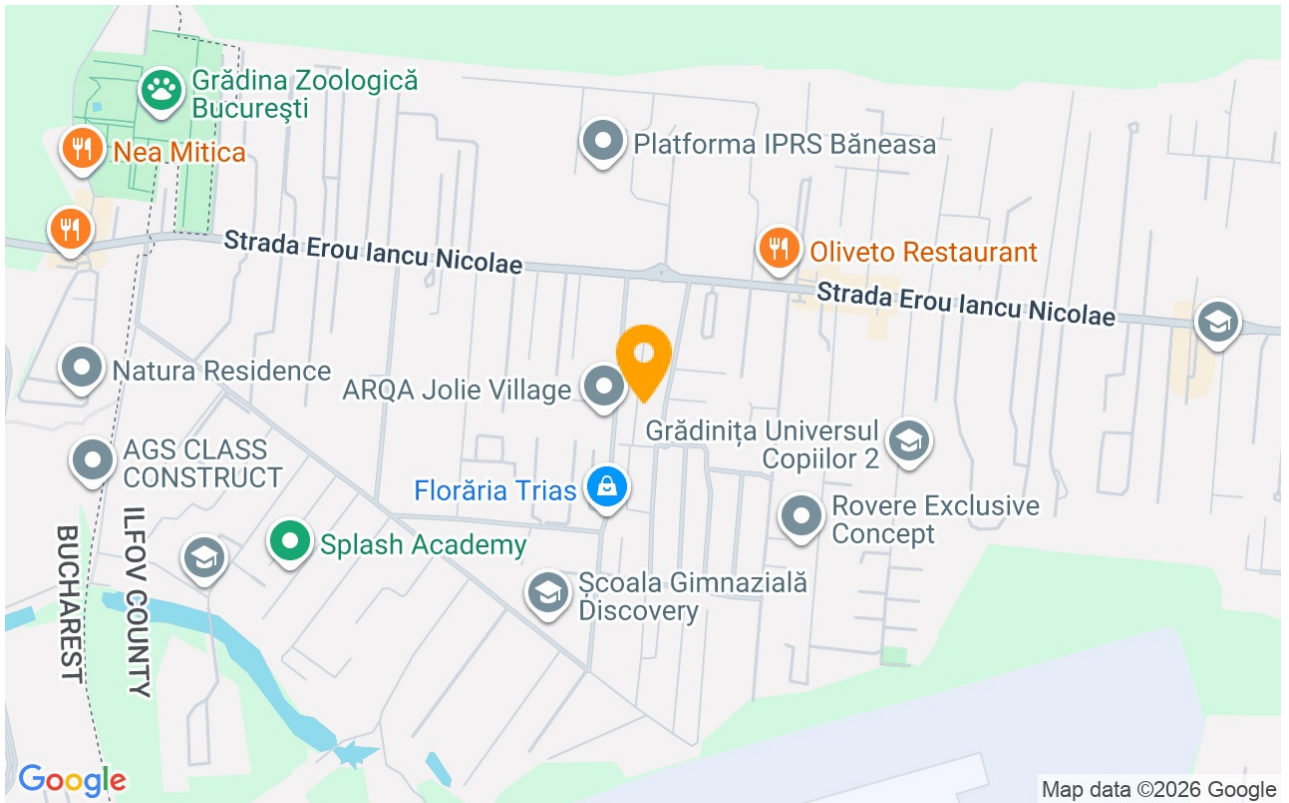 Grădina Zoologică
București
Nea Mitica
Platforma IPRS Băneasa
Strada Erou Iancu Nicolae
Oliveto Restaurant
Strada Erou Iancu Nicolae
Natura Residence
ARQA Jolie Village
Grădinița Universul
Copiilor 2
AGS CLASS
CONSTRUCT
Florăria Trias
Rovere Exclusive
Concept
BUCHAREST
ILFOV COUNTY
Splash Academy
Școala Gimnazială
Discovery
Google
Map data ©2026 Google